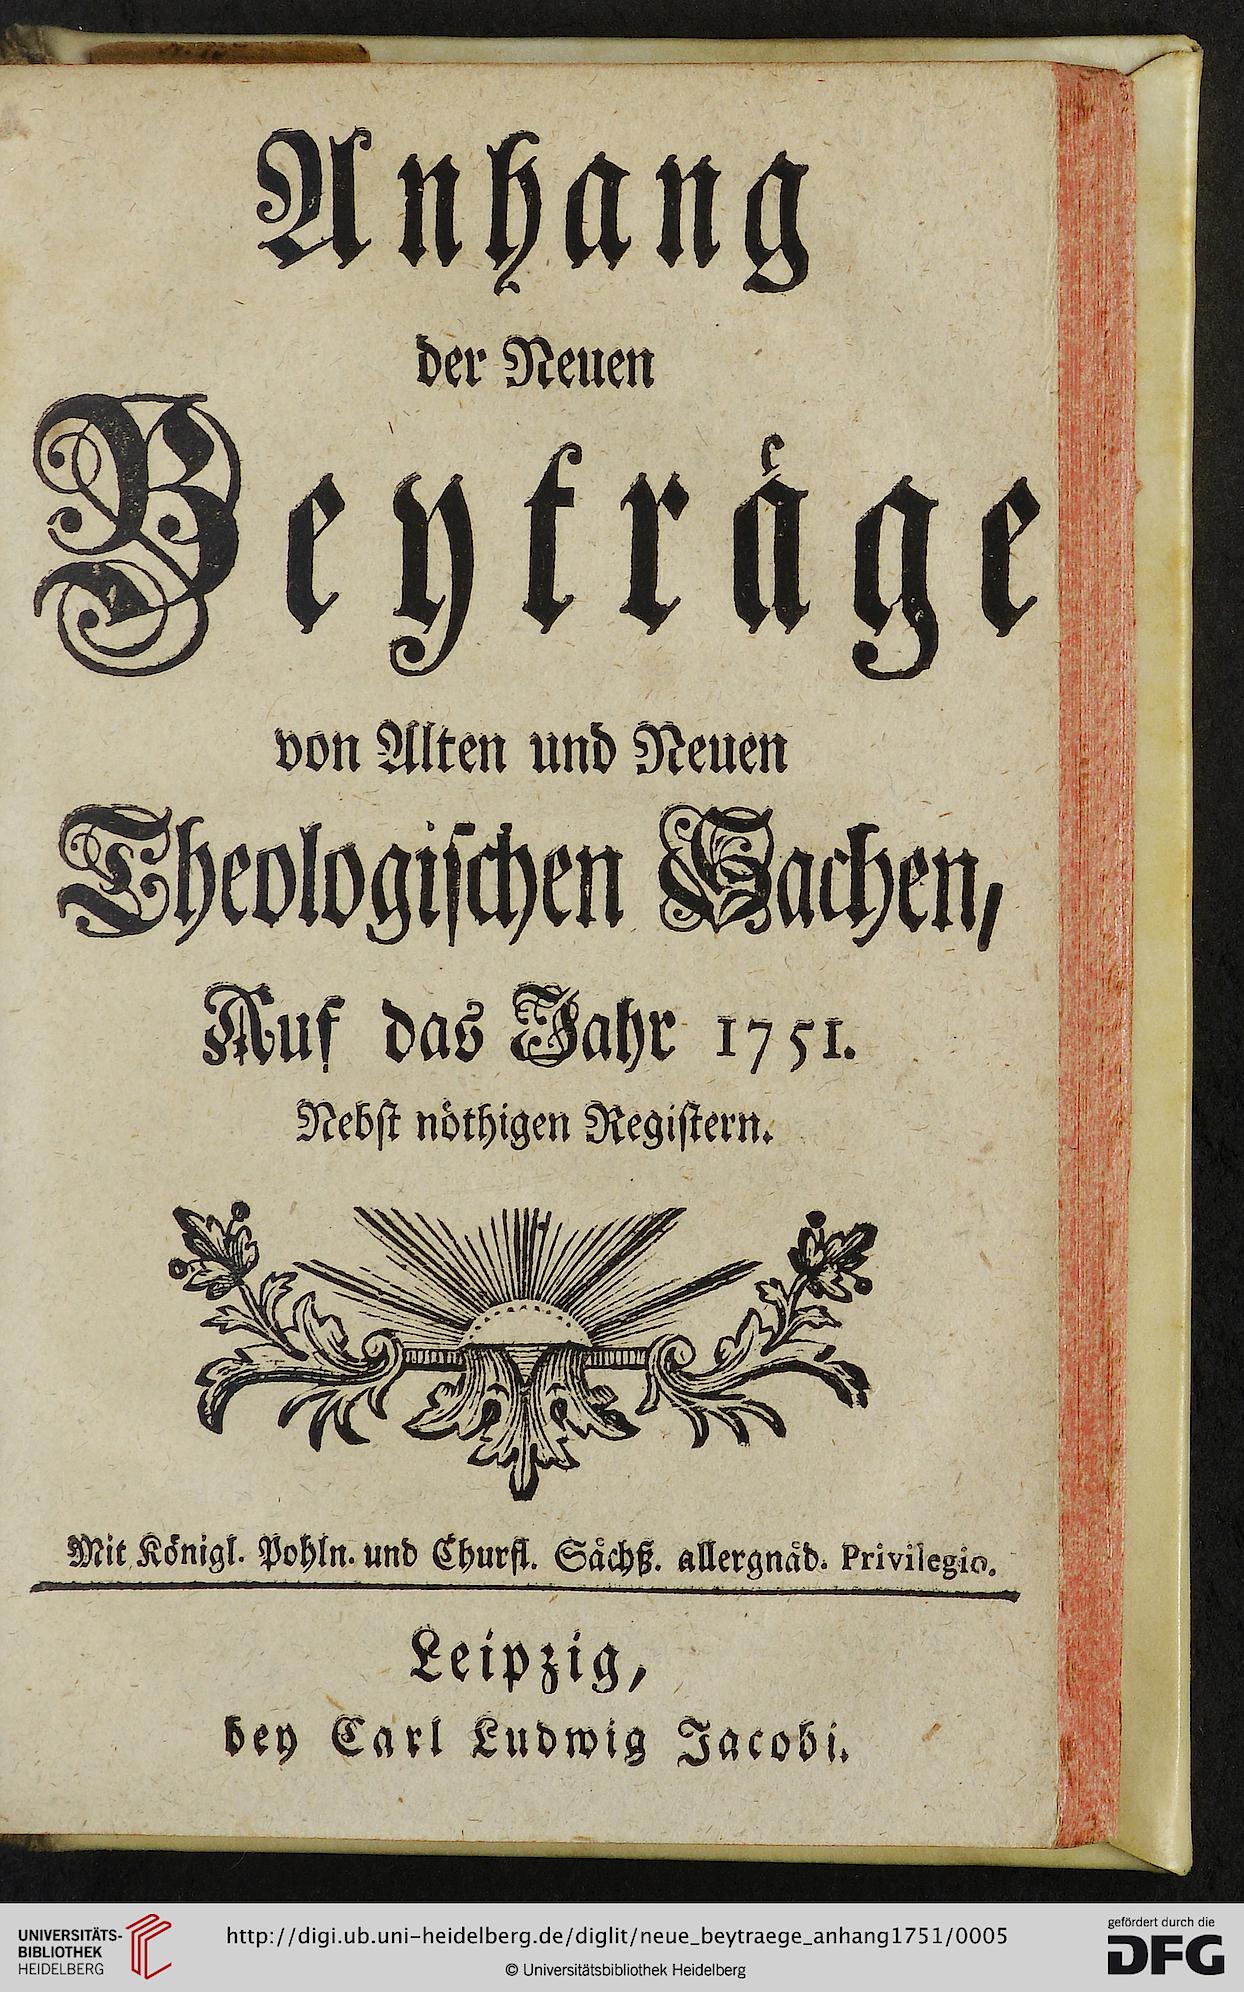 Anhang
der Neuen
Beyträge
von Alten und Neuen
Theologischen Sachen,
Auf das Jahr 1751.
Nebst nöthigen Registern.
Mit Königl. Pohln. und Churfl. Sächß. allergnäd. Privilegio.
Leipzig,
bey Carl Ludwig Jacobi.
UNIVERSITÄTS-
BIBLIOTHEK
HEIDELBERG
http://digi.ub.uni-heidelberg.de/diglit/neue_beytraege_anhang1751/0005
© Universitätsbibliothek Heidelberg
gefördert durch die
DFG